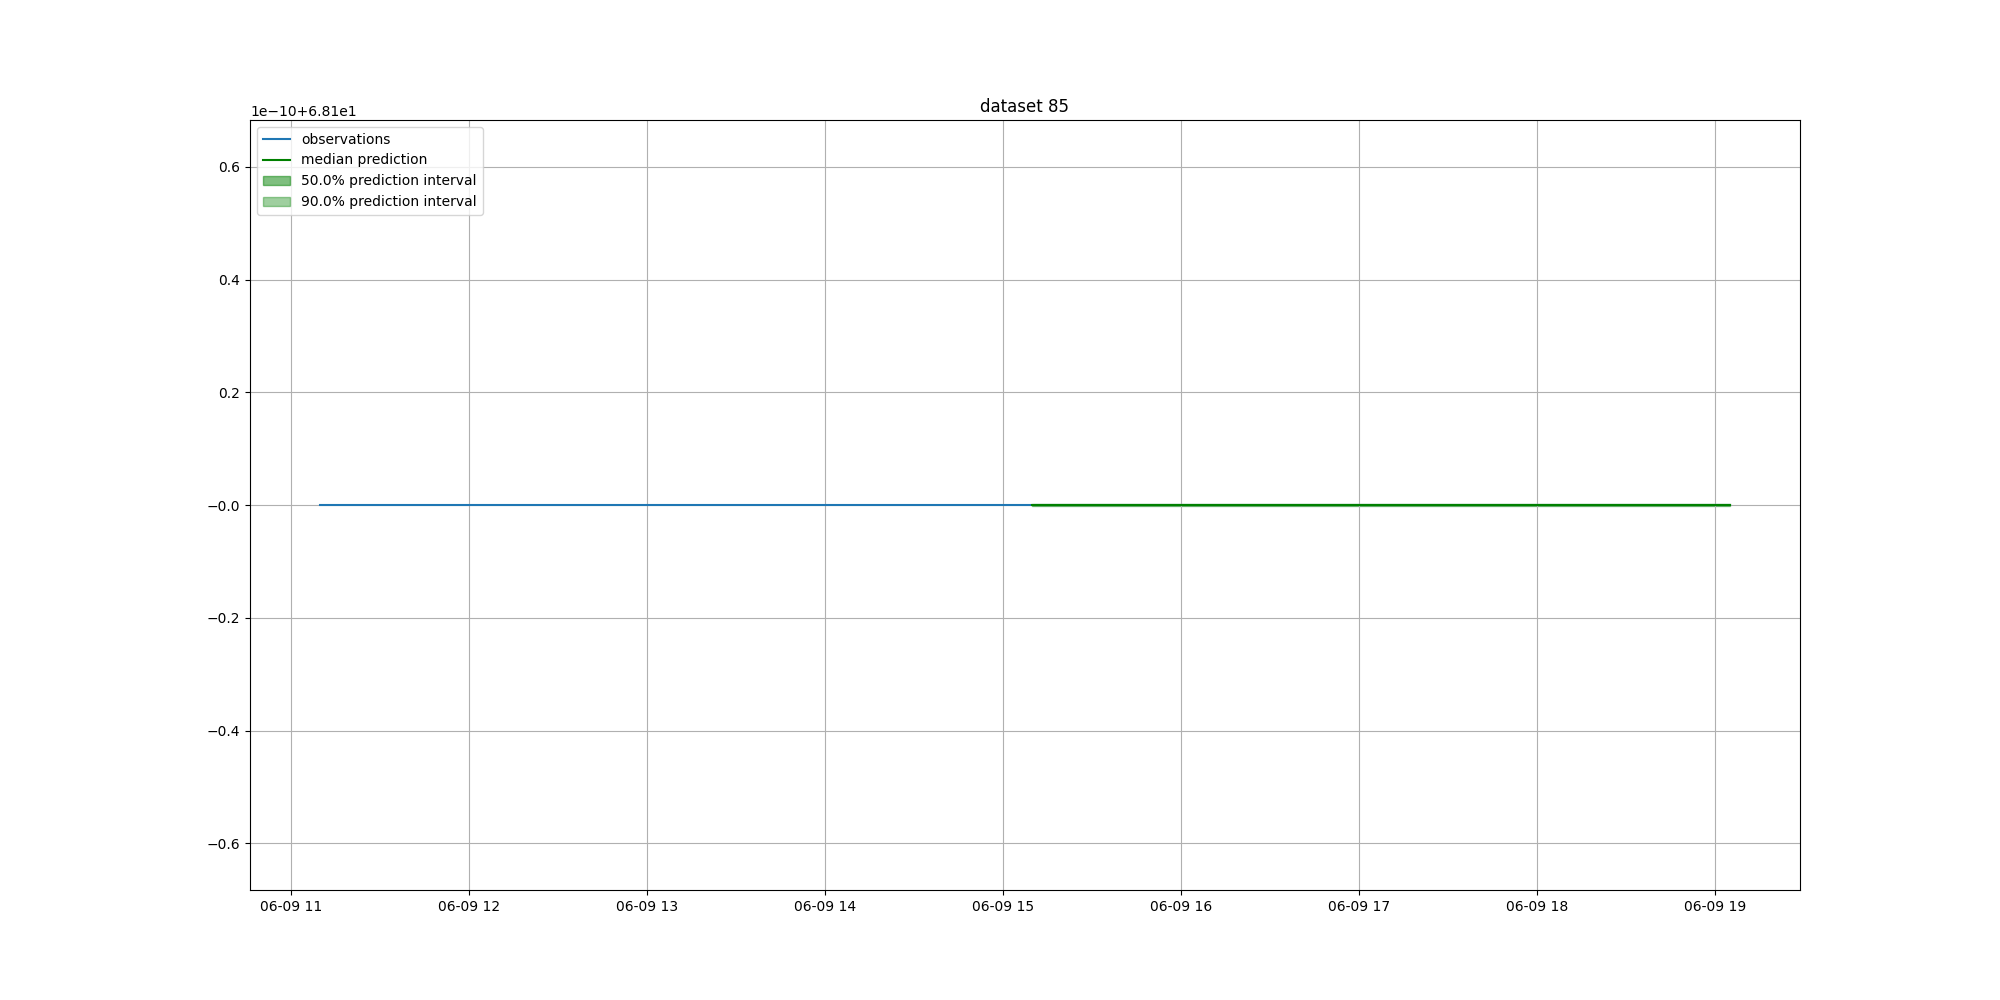 dataset 85
1e−10+6.81e1
observations
median prediction
50.0% prediction interval
90.0% prediction interval
0.6
0.4
0.2
−0.0
−0.2
−0.4
−0.6
06-09 11 06-09 12 06-09 13 06-09 14 06-09 15 06-09 16 06-09 17 06-09 18 06-09 19